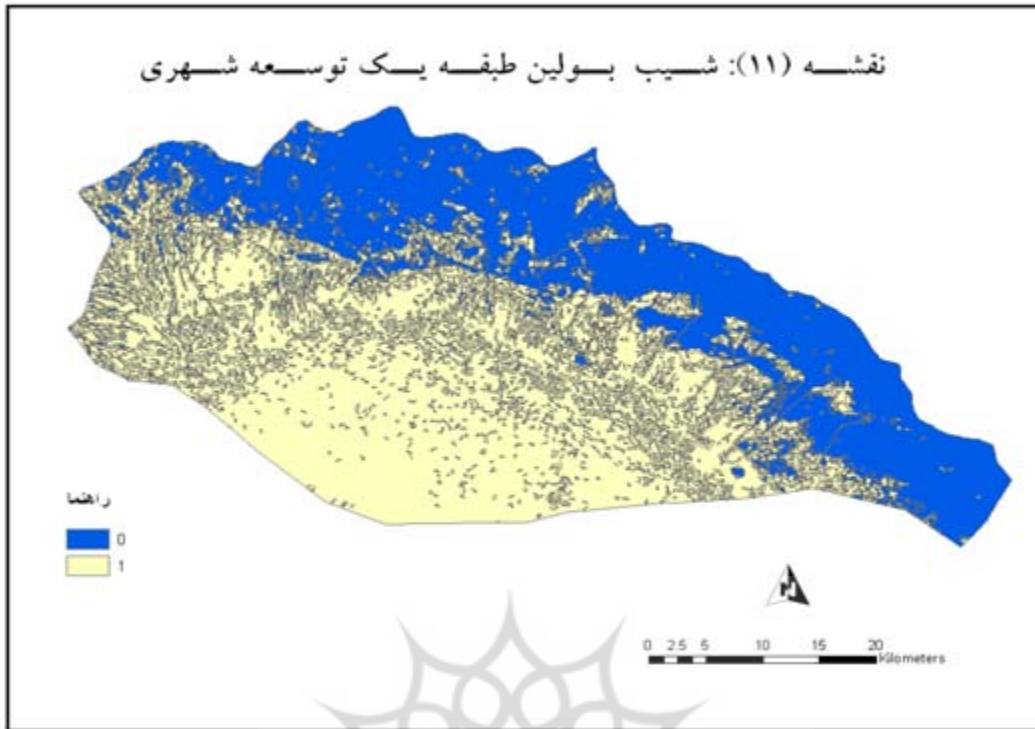 نقشه (۱۱): شیب بولین طبقه یک توسعه شهری
راهنما
0
1
N
0 2.5 5 10 15 20
Kilometers